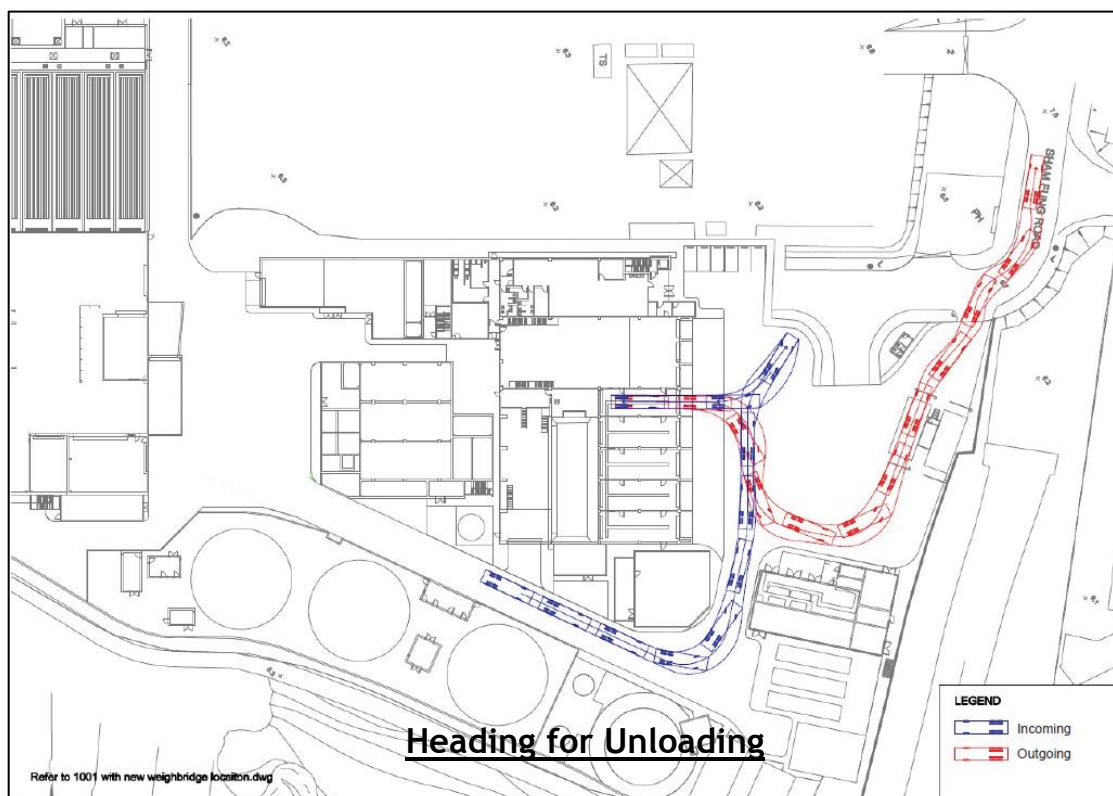 TS
2
SHAM FUNG ROAD
PH
LEGEND
Incoming
Outgoing
Heading for Unloading
Refer to 1001 with new weighbridge locaiton.dwg